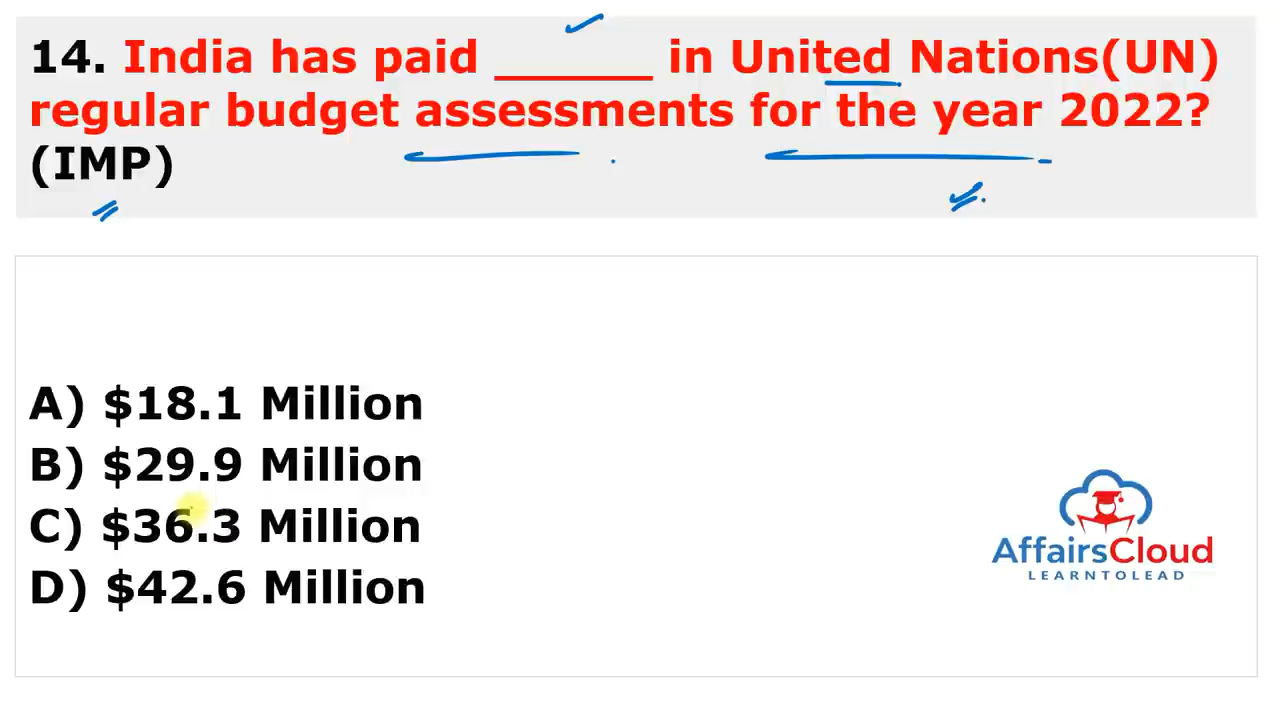 14. India has paid ______ in United Nations(UN)
regular budget assessments for the year 2022?
(IMP)
A) $18.1 Million
B) $29.9 Million
C) $36.3 Million
D) $42.6 Million
AffairsCloud
LEARNTOLEAD